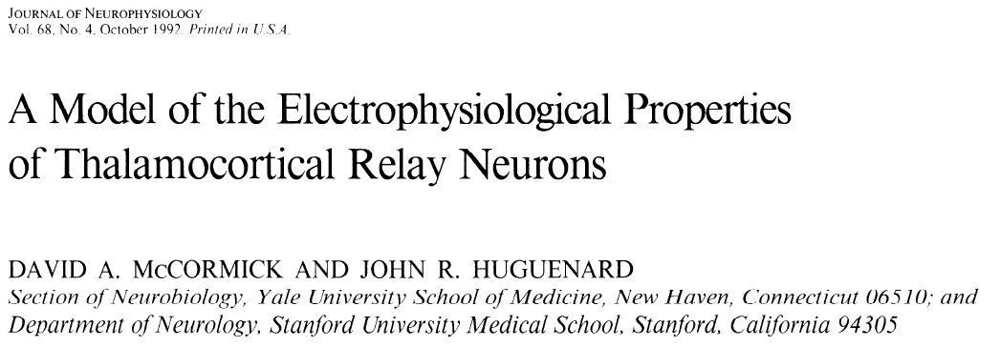 JOURNAL OF NEUROPHYSIOLOGY
Vol. 68, No. 4, October 1992. Printed in U.S.A.
A Model of the Electrophysiological Properties
of Thalamocortical Relay Neurons
DAVID A. McCORMICK AND JOHN R. HUGUENARD
Section of Neurobiology, Yale University School of Medicine, New Haven, Connecticut 06510; and
Department of Neurology, Stanford University Medical School, Stanford, California 94305